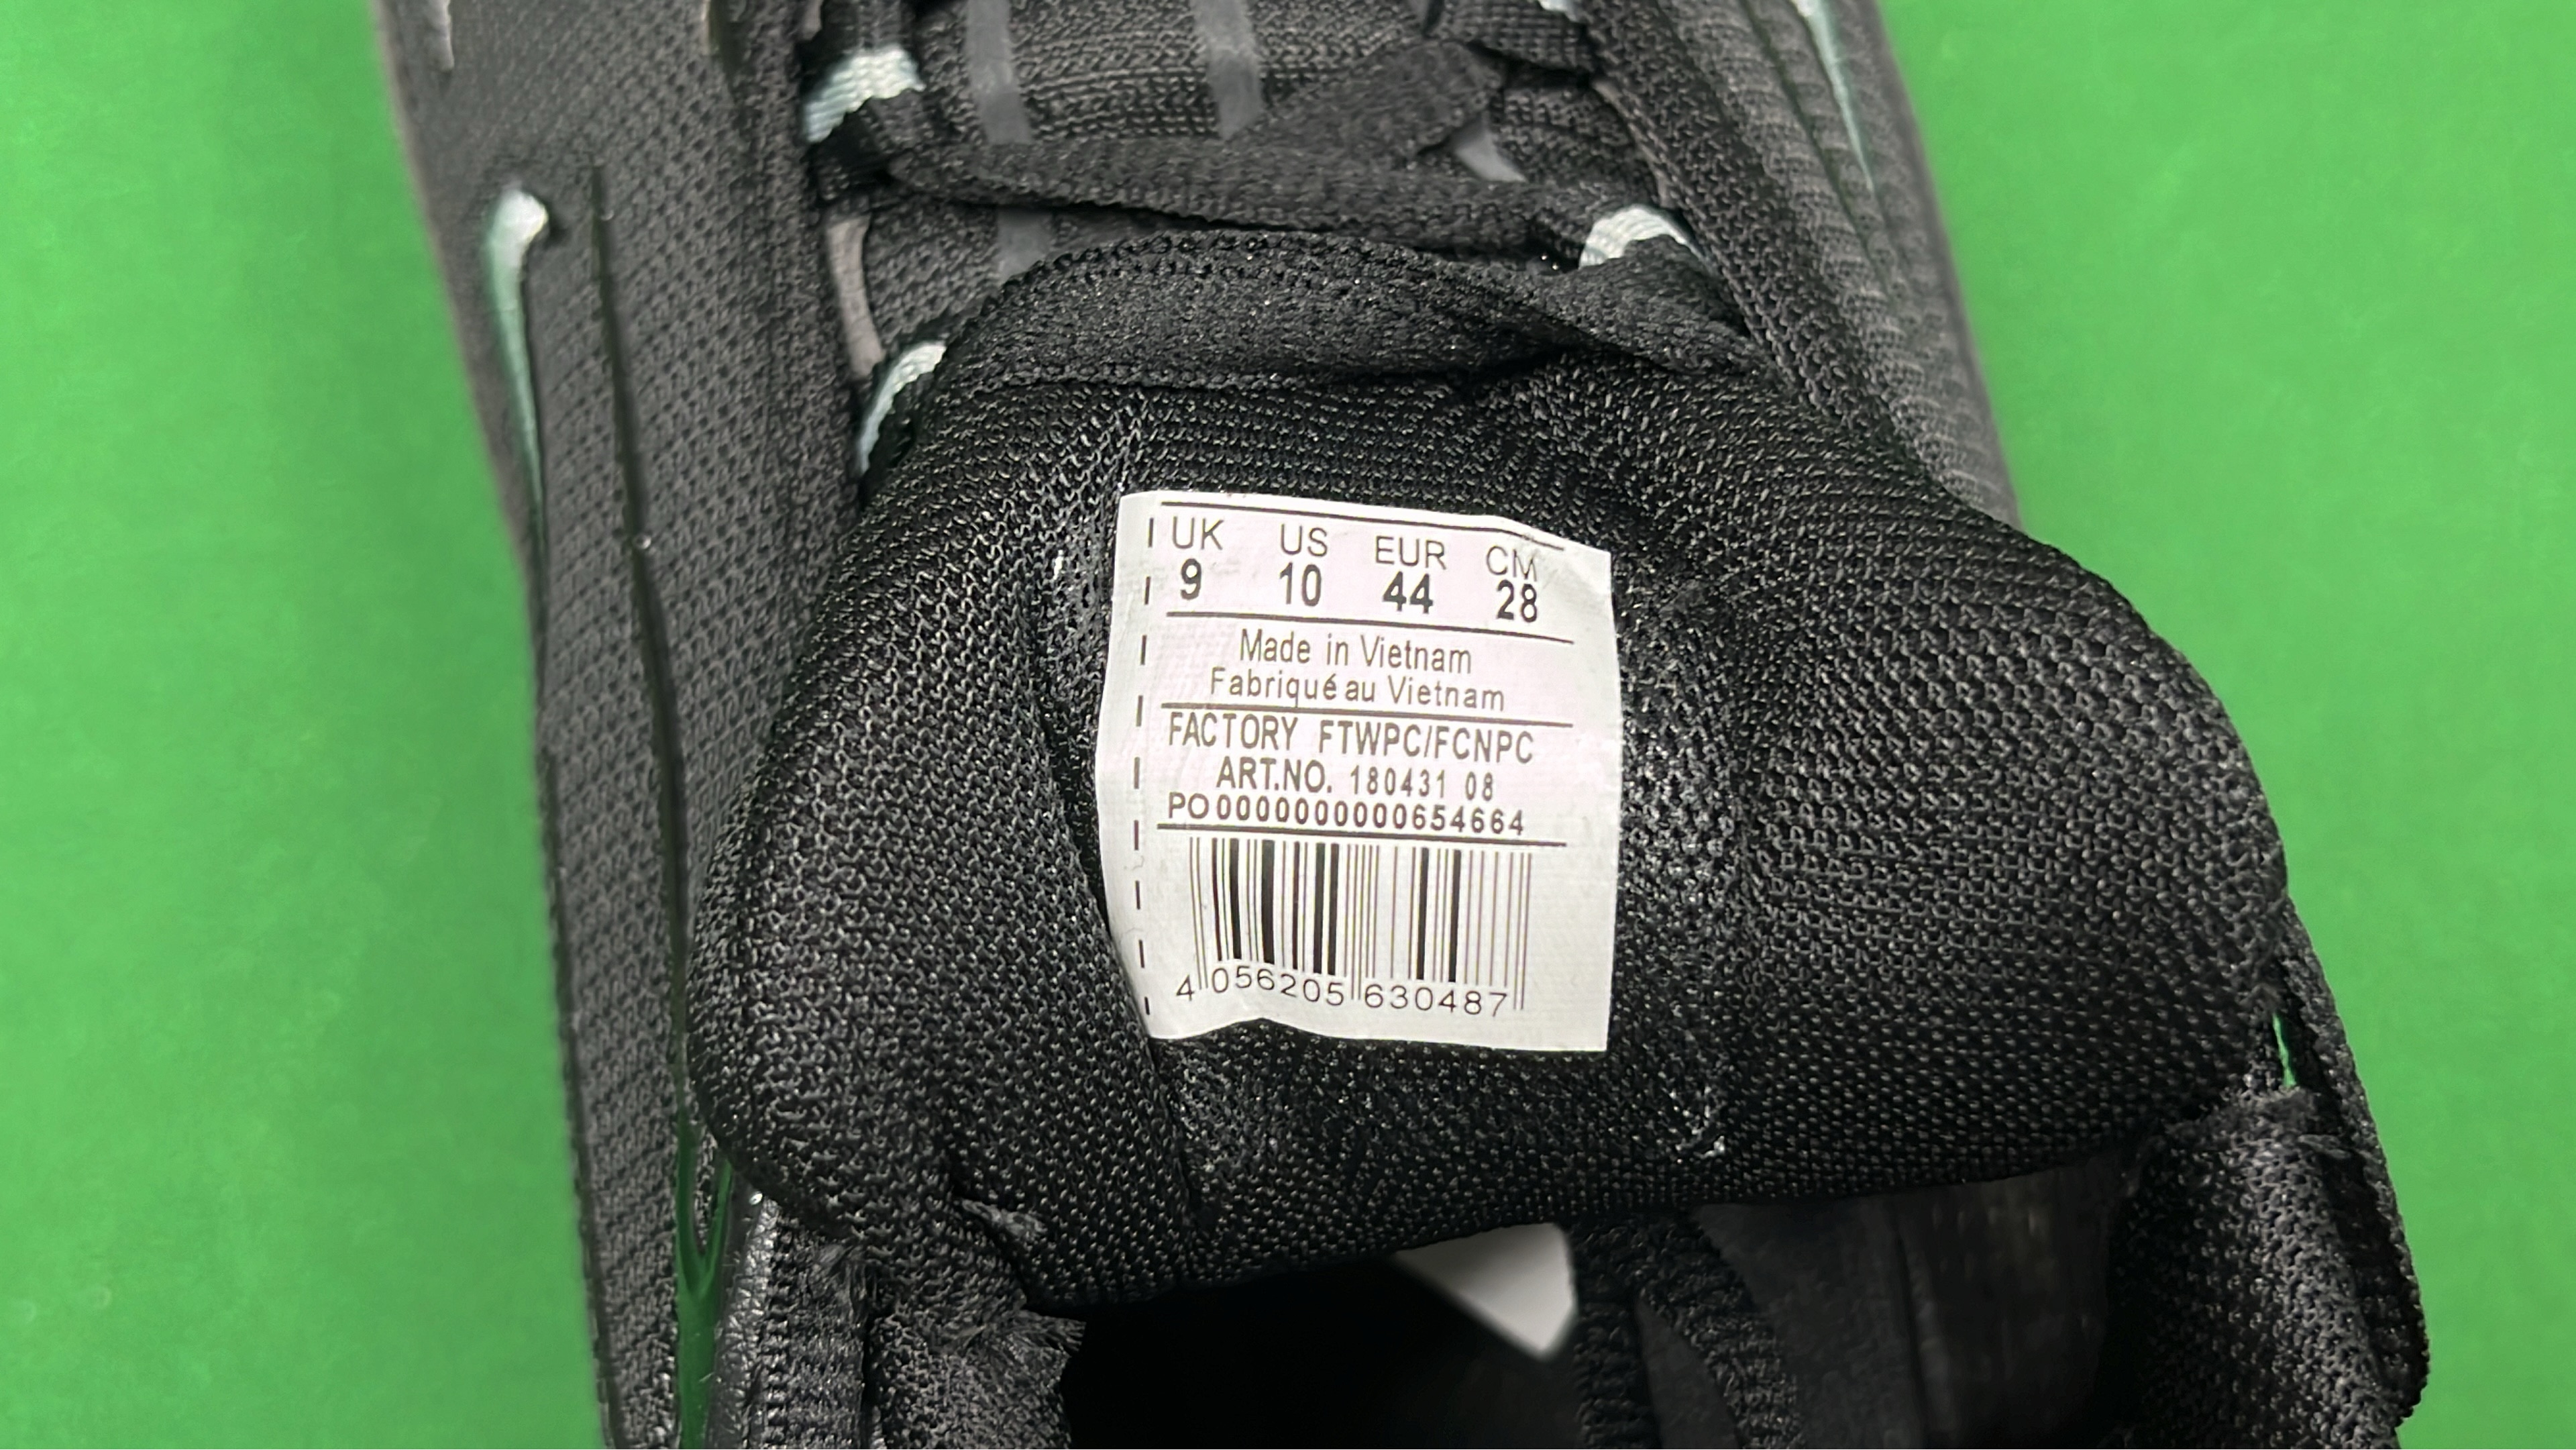 UK US EUR CM
9 10 44 28
Made in Vietnam
Fabriqué au Vietnam
FACTORY FTWPC/FCNPC
ART.NO. 180431 08
PO0000000000654664
4 056205 630487